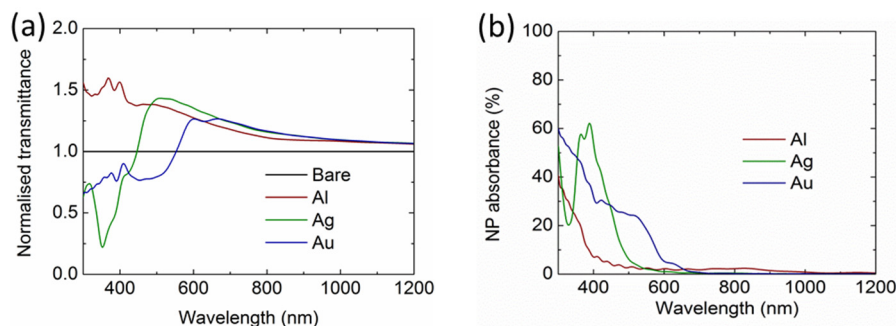 (a)
Normalised transmittance
2.0
1.5
1.0
0.5
0.0
Bare
Al
Ag
Au
400 600 800 1000 1200
Wavelength (nm)
(b)
NP absorbance (%)
100
80
60
40
20
0
Al
Ag
Au
400 600 800 1000 1200
Wavelength (nm)